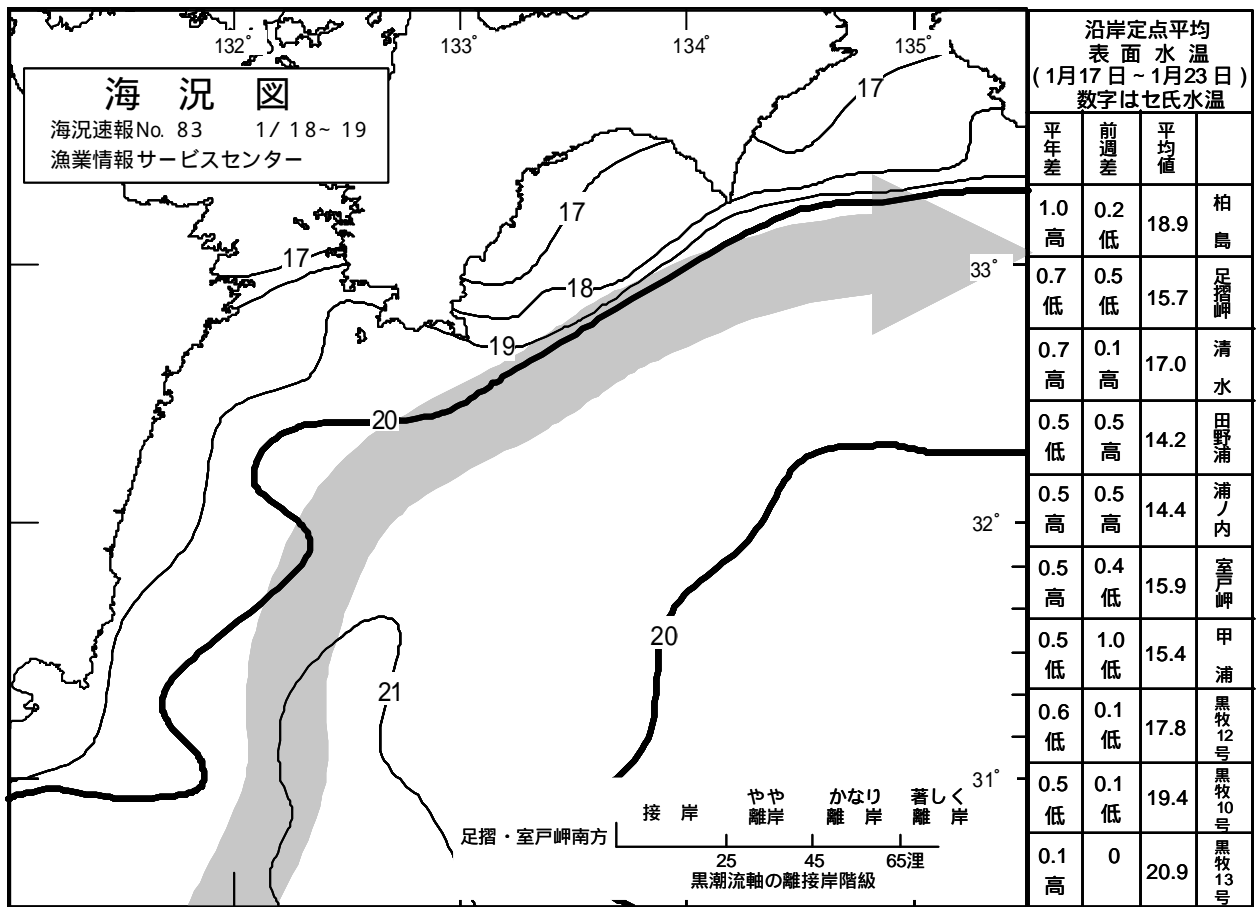 海況図
海況速報No. 83 1/18~19
漁業情報サービスセンター
132°
133°
134°
135°
17
17
17
18
19
20
20
21
33°
32°
31°
接岸
やや離岸
かなり離岸
著しく離岸
足摺・室戸岬南方
25 45 65浬
黒潮流軸の離接岸階級
沿岸定点平均
表面水温
(1月17日~1月23日)
数字はセ氏水温
平年差 前週差 平均値
1.0高 0.2低 18.9 柏島
0.7低 0.5低 15.7 足摺岬
0.7高 0.1高 17.0 清水
0.5低 0.5高 14.2 田野浦
0.5高 0.5高 14.4 浦ノ内
0.5高 0.4低 15.9 室戸岬
0.5低 1.0低 15.4 甲浦
0.6低 0.1低 17.8 黒牧12号
0.5低 0.1低 19.4 黒牧10号
0.1高 0 20.9 黒牧13号